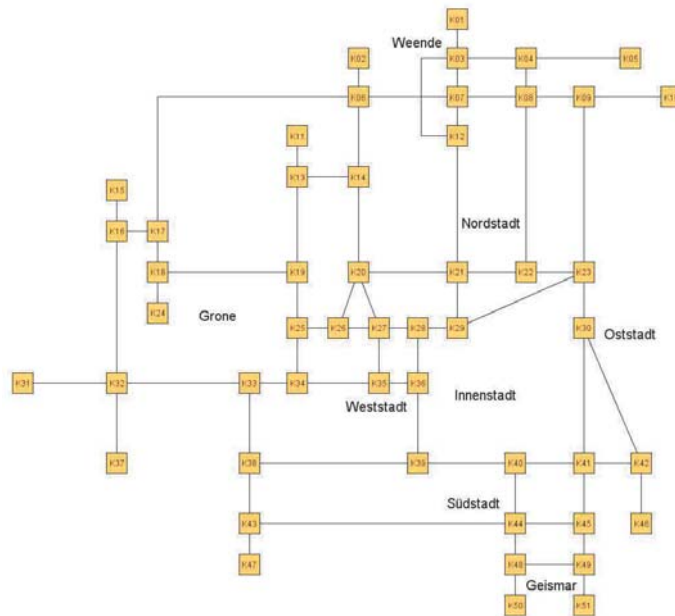 K01
Weende
K02
K03
K04
K05
K06
K07
K08
K09
K11
K12
K13
K14
K15
Nordstadt
K16
K17
K18
K19
K20
K21
K22
K23
K24
Grone
K25
K26
K27
K28
K29
K30
Oststadt
K31
K32
K33
K34
K35
K36
Weststadt
Innenstadt
K37
K38
K39
K40
K41
K42
Südstadt
K43
K44
K45
K46
K47
K48
K49
Geismar
K50
K51